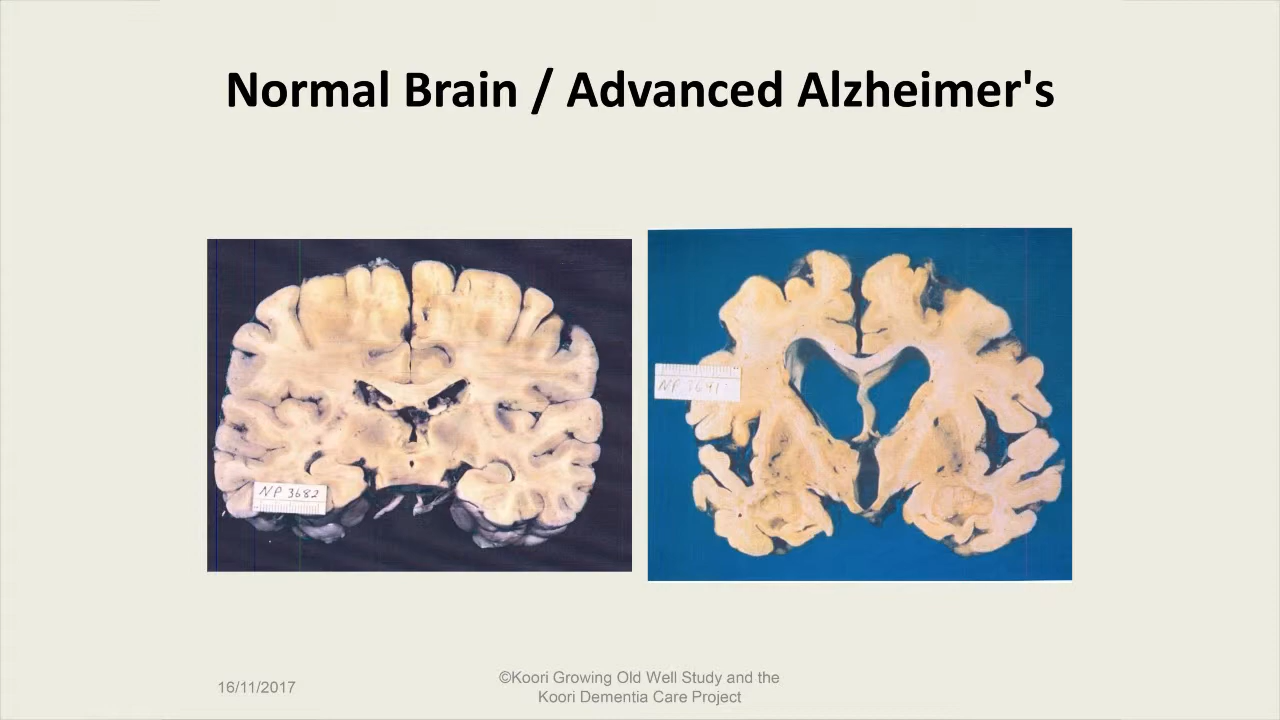 Normal Brain / Advanced Alzheimer's
NP 3682
NP
16/11/2017
©Koori Growing Old Well Study and the
Koori Dementia Care Project